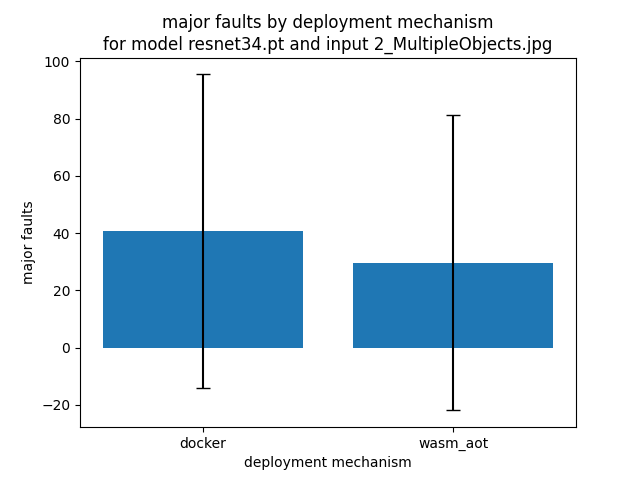 major faults by deployment mechanism
for model resnet34.pt and input 2_MultipleObjects.jpg
100
80
60
40
20
0
−20
major faults
docker
wasm_aot
deployment mechanism